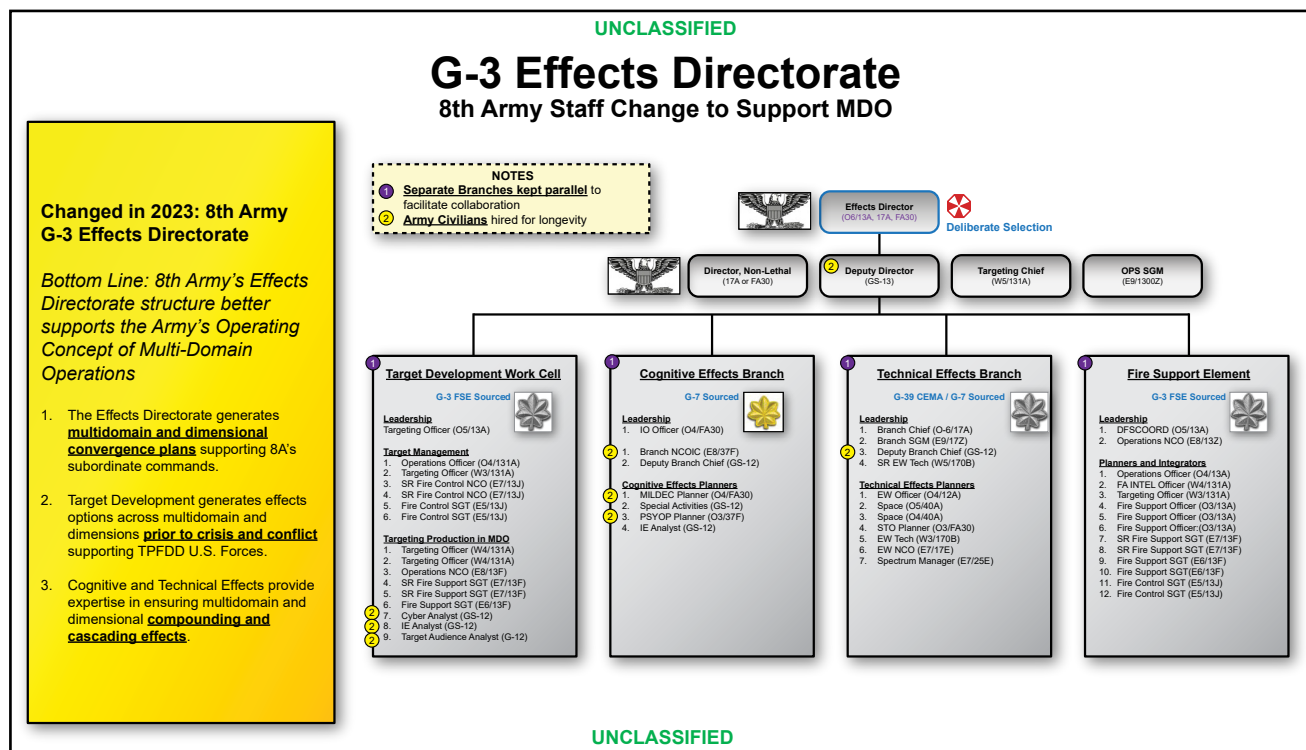 UNCLASSIFIED
G-3 Effects Directorate
8th Army Staff Change to Support MDO
Changed in 2023: 8th Army
G-3 Effects Directorate
Bottom Line: 8th Army’s Effects
Directorate structure better
supports the Army’s Operating
Concept of Multi-Domain
Operations
1. The Effects Directorate generates
multidomain and dimensional
convergence plans supporting 8A’s
subordinate commands.
2. Target Development generates effects
options across multidomain and
dimensions prior to crisis and conflict
supporting TPFDD U.S. Forces.
3. Cognitive and Technical Effects provide
expertise in ensuring multidomain and
dimensional compounding and
cascading effects.
NOTES
1 Separate Branches kept parallel to
facilitate collaboration
2 Army Civilians hired for longevity
Effects Director
(O6/13A, 17A, FA30)
Deliberate Selection
Director, Non-Lethal
(17A or FA30)
2 Deputy Director
(GS-13)
Targeting Chief
(W5/131A)
OPS SGM
(E9/1300Z)
1
Target Development Work Cell
G-3 FSE Sourced
Leadership
Targeting Officer (O5/13A)
Target Management
1. Operations Officer (O4/131A)
2. Targeting Officer (W3/131A)
3. SR Fire Control NCO (E7/13J)
4. SR Fire Control NCO (E7/13J)
5. Fire Control SGT (E5/13J)
6. Fire Control SGT (E5/13J)
Targeting Production in MDO
1. Targeting Officer (W4/131A)
2. Targeting Officer (W4/131A)
3. Operations NCO (E8/13F)
4. SR Fire Support SGT (E7/13F)
5. SR Fire Support SGT (E7/13F)
6. Fire Support SGT (E6/13F)
2 7. Cyber Analyst (GS-12)
2 8. IE Analyst (GS-12)
2 9. Target Audience Analyst (G-12)
1
Cognitive Effects Branch
G-7 Sourced
Leadership
1. IO Officer (O4/FA30)
2 1. Branch NCOIC (E8/37F)
2. Deputy Branch Chief (GS-12)
Cognitive Effects Planners
2 1. MILDEC Planner (O4/FA30)
2. Special Activities (GS-12)
2 3. PSYOP Planner (O3/37F)
4. IE Analyst (GS-12)
1
Technical Effects Branch
G-39 CEMA / G-7 Sourced
Leadership
1. Branch Chief (O-6/17A)
2. Branch SGM (E9/17Z)
2 3. Deputy Branch Chief (GS-12)
4. SR EW Tech (W5/170B)
Technical Effects Planners
1. EW Officer (O4/12A)
2. Space (O5/40A)
3. Space (O4/40A)
4. STO Planner (O3/FA30)
5. EW Tech (W3/170B)
6. EW NCO (E7/17E)
7. Spectrum Manager (E7/25E)
1
Fire Support Element
G-3 FSE Sourced
Leadership
1. DFSCOORD (O5/13A)
2. Operations NCO (E8/13Z)
Planners and Integrators
1. Operations Officer (O4/13A)
2. FA INTEL Officer (W4/131A)
3. Targeting Officer (W3/131A)
4. Fire Support Officer (O3/13A)
5. Fire Support Officer (O3/13A)
6. Fire Support Officer:(O3/13A)
7. SR Fire Support SGT (E7/13F)
8. SR Fire Support SGT (E7/13F)
9. Fire Support SGT (E6/13F)
10. Fire Support SGT(E6/13F)
11. Fire Control SGT (E5/13J)
12. Fire Control SGT (E5/13J)
UNCLASSIFIED